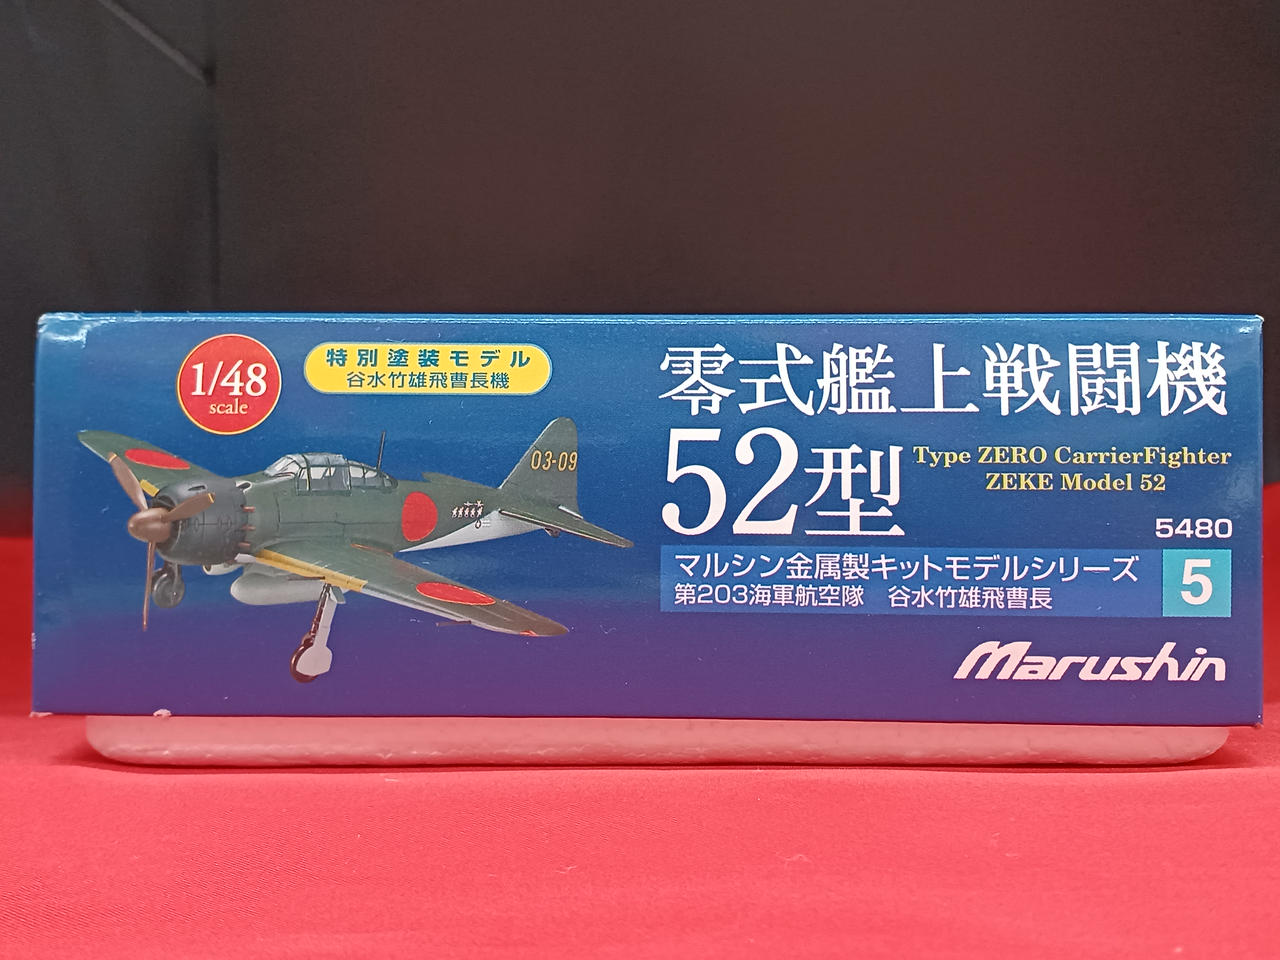 1/48
scale
特別塗装モデル
谷水竹雄飛曹長機
03-09
零式艦上戦闘機
52型
Type ZERO CarrierFighter
ZEKE Model 52
5480
マルシン金属製キットモデルシリーズ
第203海軍航空隊 谷水竹雄飛曹長
5
Marushin